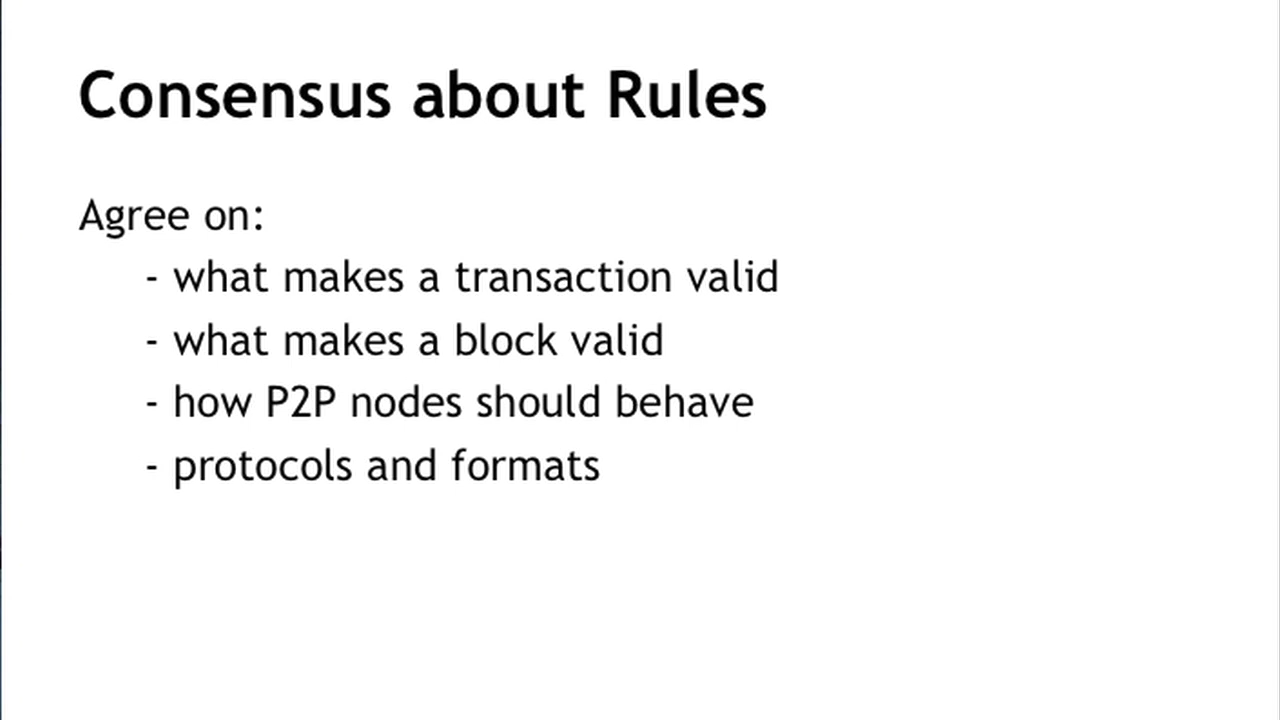 Consensus about Rules
Agree on:
- what makes a transaction valid
- what makes a block valid
- how P2P nodes should behave
- protocols and formats